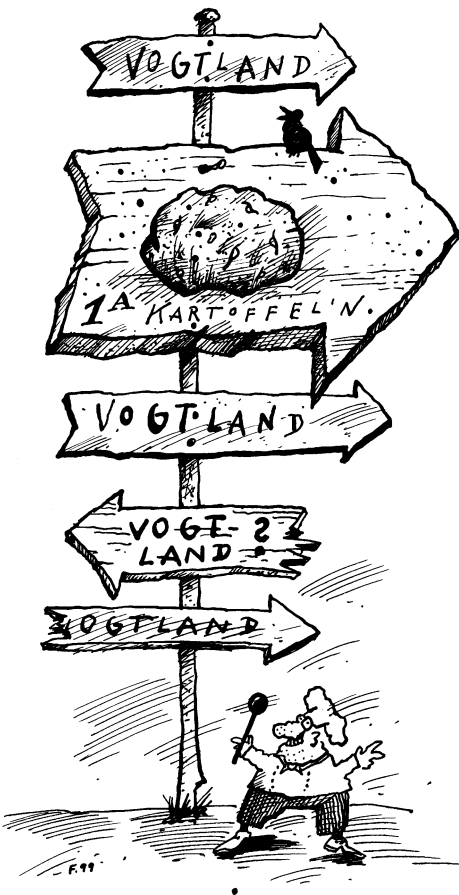 VOGTLAND
1A KARTOFFEL'N.
VOGTLAND
VOGT-?
LAND
VOGTLAND
F.99